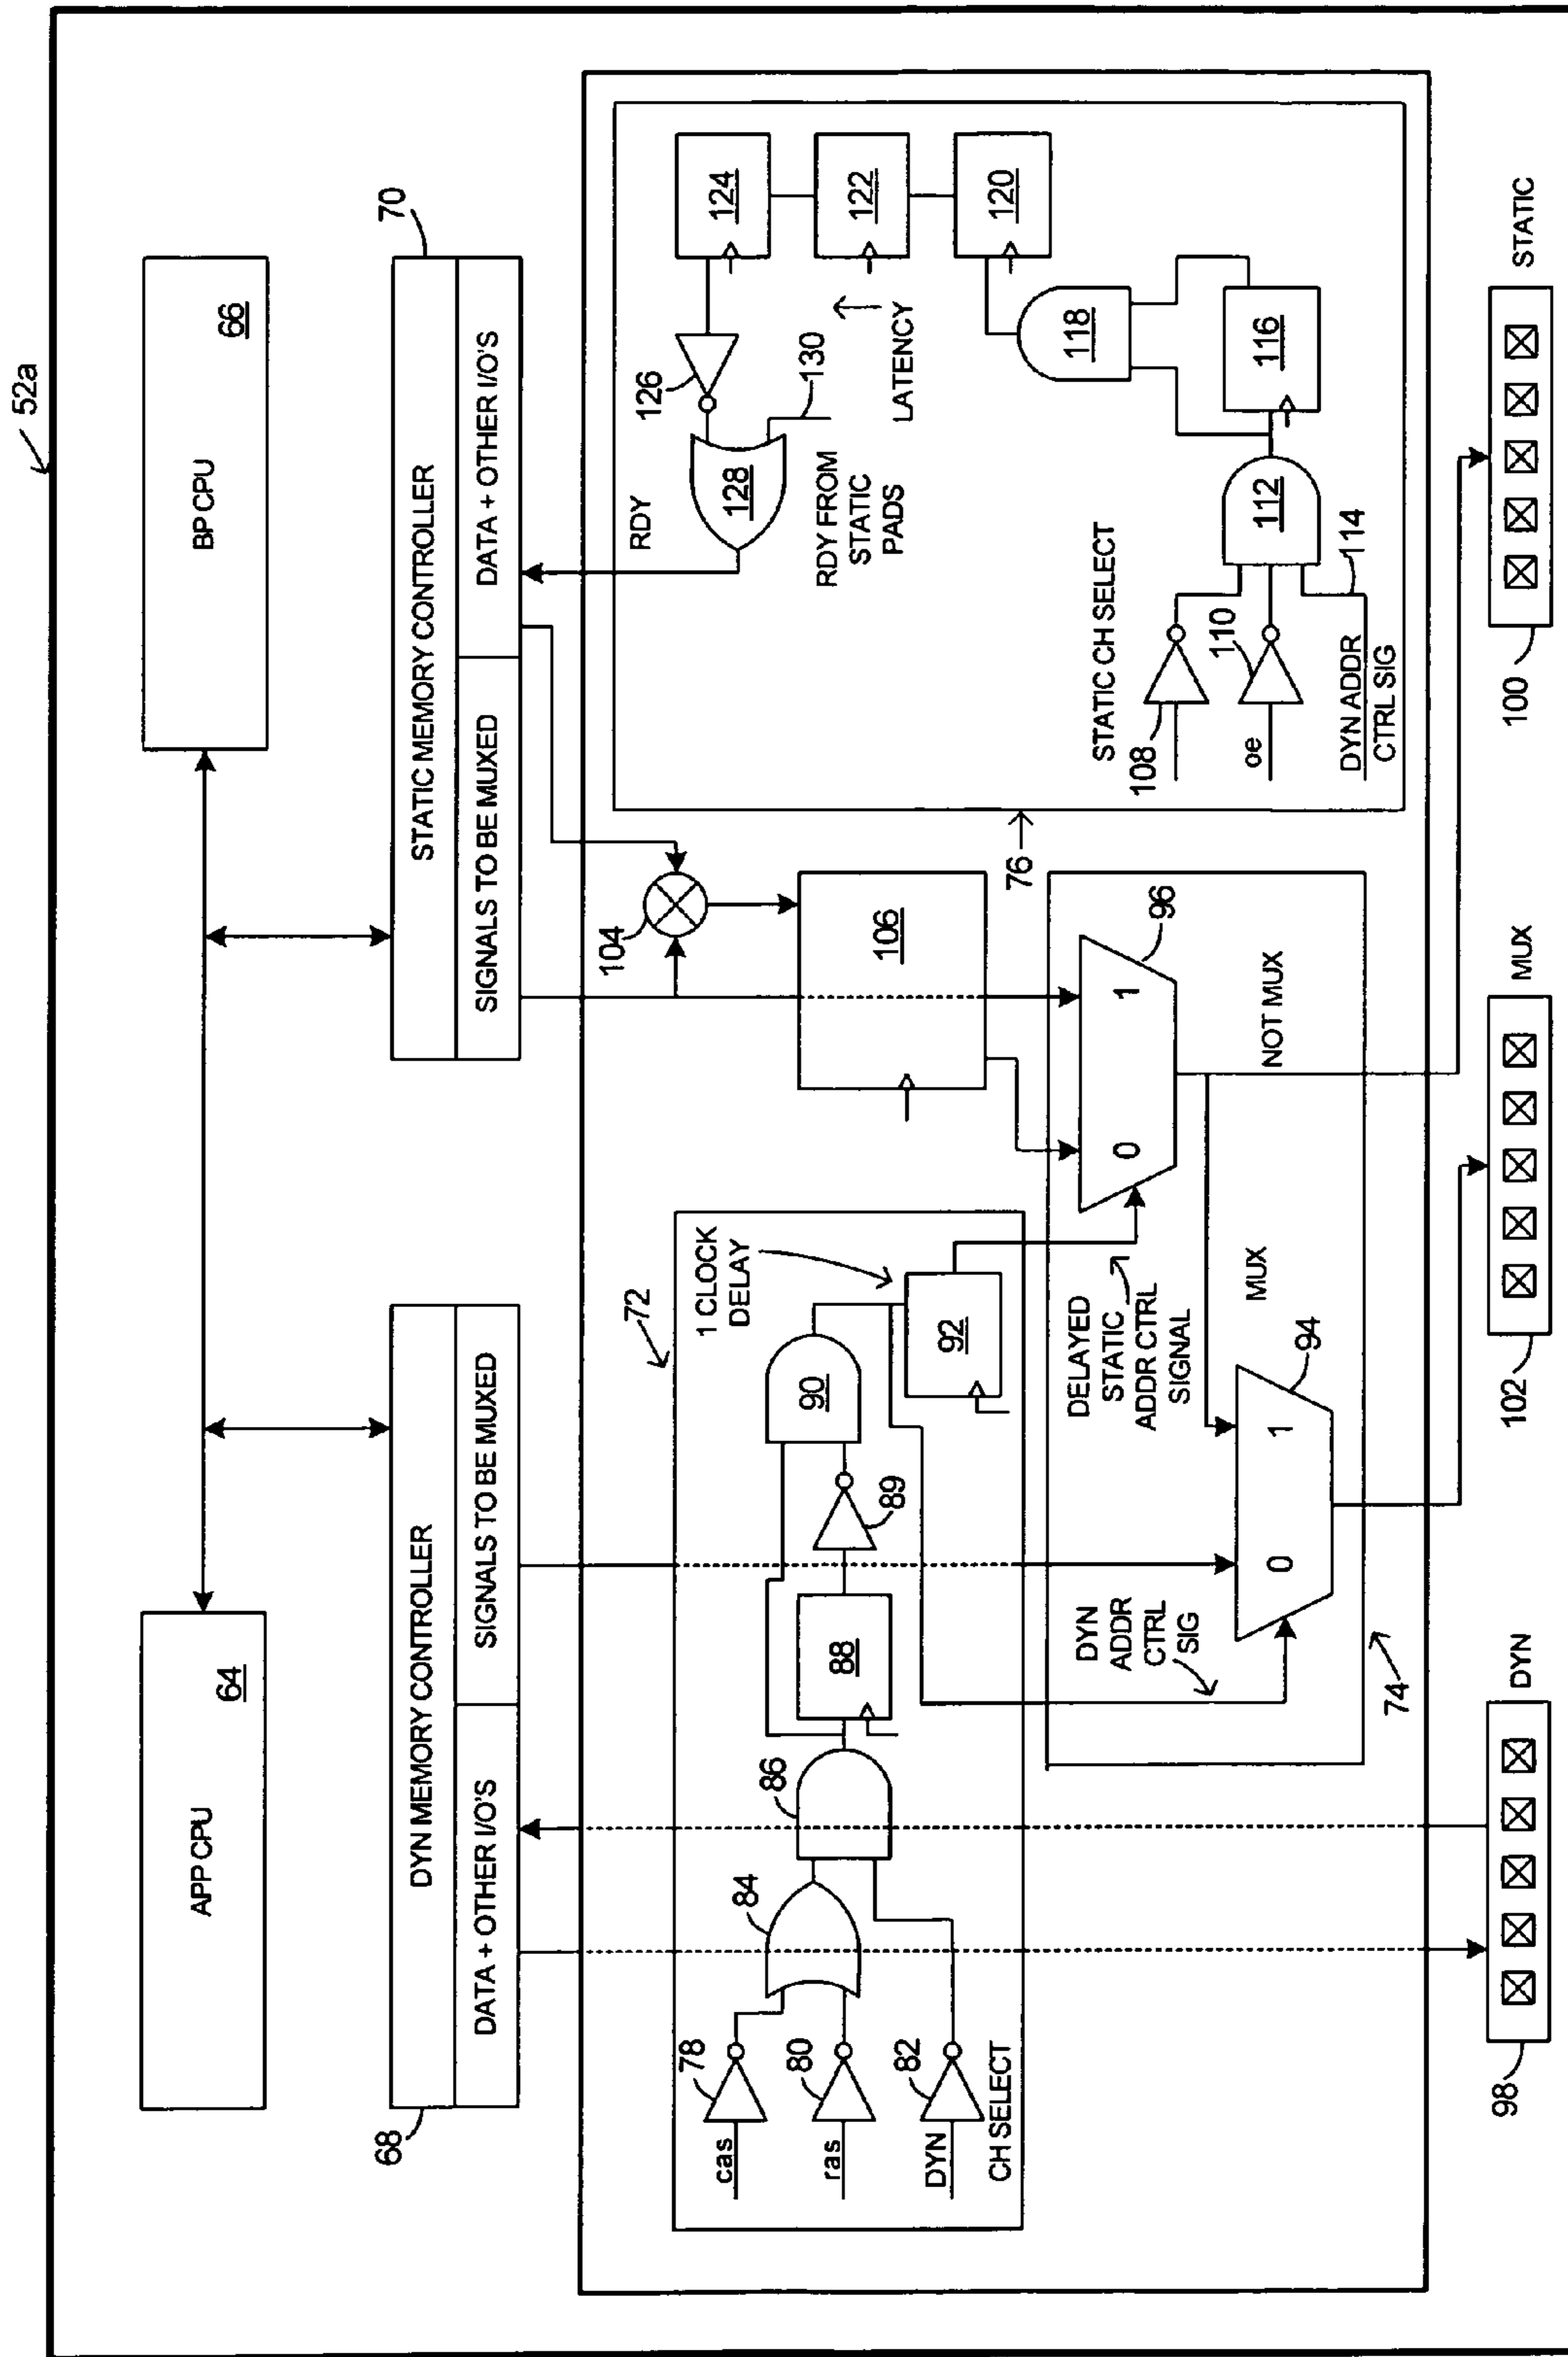 52a
APP CPU
64
BP CPU
66
DYN MEMORY CONTROLLER
68
DATA + OTHER I/O'S
SIGNALS TO BE MUXED
STATIC MEMORY CONTROLLER
70
SIGNALS TO BE MUXED
DATA + OTHER I/O'S
72
cas
78
ras
80
DYN
82
CH SELECT
84
86
88
89
90
1 CLOCK
DELAY
92
104
106
76
RDY
126
128
130
RDY FROM
STATIC
PADS
LATENCY
124
122
120
118
116
STATIC CH SELECT
108
oe
110
112
DYN ADDR
CTRL SIG
114
DYN
ADDR
CTRL
SIG
DELAYED
STATIC
ADDR CTRL
SIGNAL
MUX
0
1
94
0
1
96
NOT MUX
74
98
DYN
102
MUX
100
STATIC